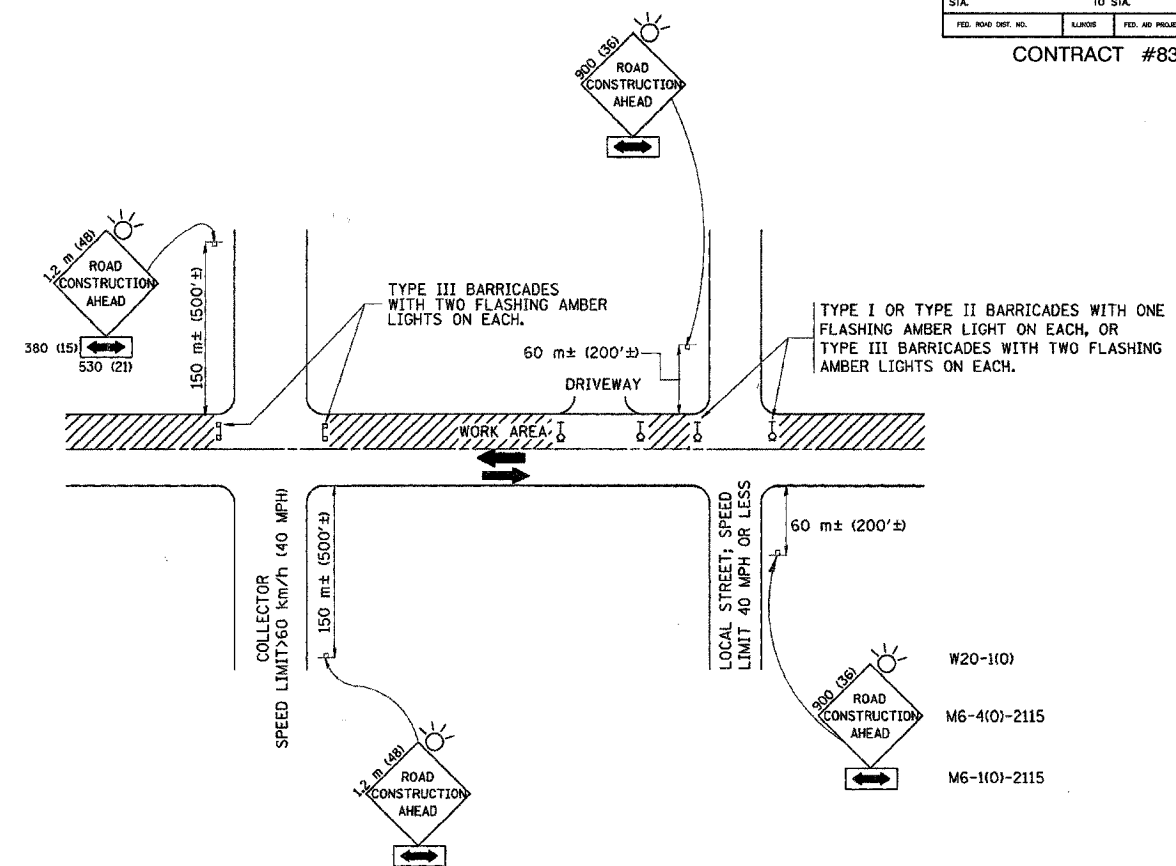 STA. TO STA.
FED. ROAD DIST. NO. ILLINOIS FED. AID PROJE
CONTRACT #83
900 (36)
ROAD
CONSTRUCTION
AHEAD
1.2 m (48)
ROAD
CONSTRUCTION
AHEAD
380 (15)
530 (21)
150 m± (500'±)
TYPE III BARRICADES
WITH TWO FLASHING AMBER
LIGHTS ON EACH.
60 m± (200'±)
DRIVEWAY
TYPE I OR TYPE II BARRICADES WITH ONE
FLASHING AMBER LIGHT ON EACH, OR
TYPE III BARRICADES WITH TWO FLASHING
AMBER LIGHTS ON EACH.
WORK AREA
COLLECTOR
SPEED LIMIT>60 km/h (40 MPH)
150 m± (500'±)
LOCAL STREET; SPEED
LIMIT 40 MPH OR LESS
60 m± (200'±)
1.2 m (48)
ROAD
CONSTRUCTION
AHEAD
900 (36)
ROAD
CONSTRUCTION
AHEAD
W20-1(O)
M6-4(O)-2115
M6-1(O)-2115